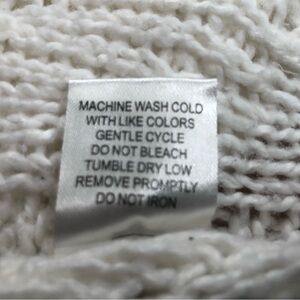 MACHINE WASH COLD
WITH LIKE COLORS
GENTLE CYCLE
DO NOT BLEACH
TUMBLE DRY LOW
REMOVE PROMPTLY
DO NOT IRON